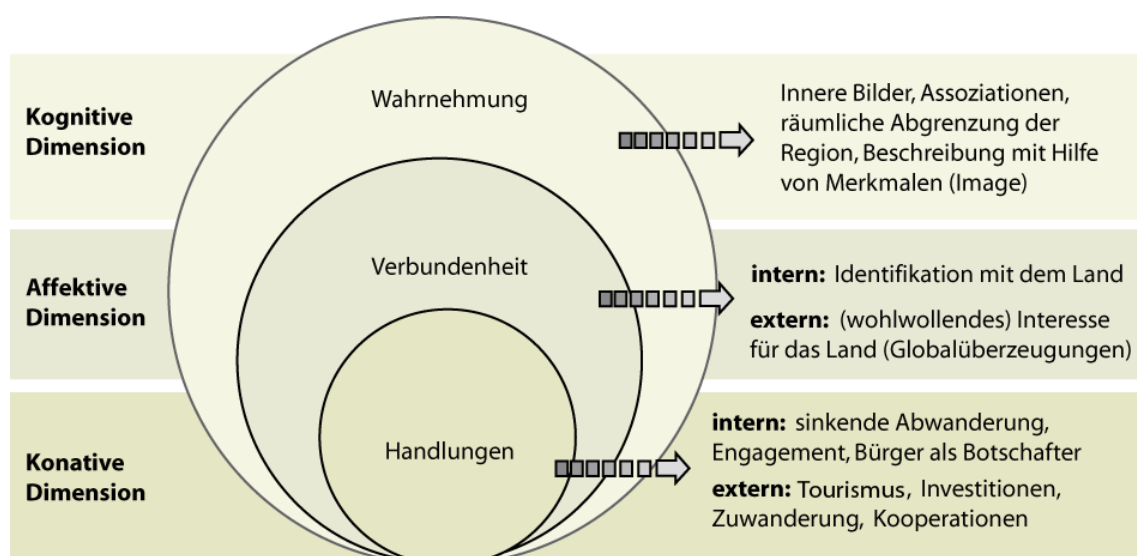 Kognitive
Dimension
Wahrnehmung
Innere Bilder, Assoziationen,
räumliche Abgrenzung der
Region, Beschreibung mit Hilfe
von Merkmalen (Image)
Affektive
Dimension
Verbundenheit
intern: Identifikation mit dem Land
extern: (wohlwollendes) Interesse
für das Land (Globalüberzeugungen)
Konative
Dimension
Handlungen
intern: sinkende Abwanderung,
Engagement, Bürger als Botschafter
extern: Tourismus, Investitionen,
Zuwanderung, Kooperationen